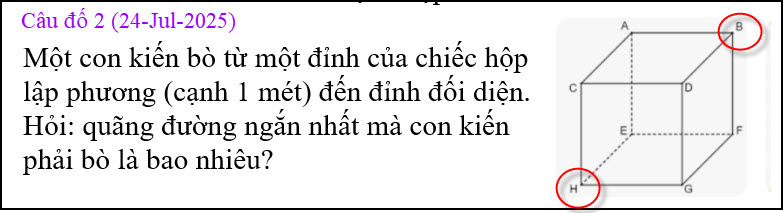 Câu đố 2 (24-Jul-2025)
Một con kiến bò từ một đỉnh của chiếc hộp
lập phương (cạnh 1 mét) đến đỉnh đối diện.
Hỏi: quãng đường ngắn nhất mà con kiến
phải bò là bao nhiêu?
A
B
C
D
E
F
H
G